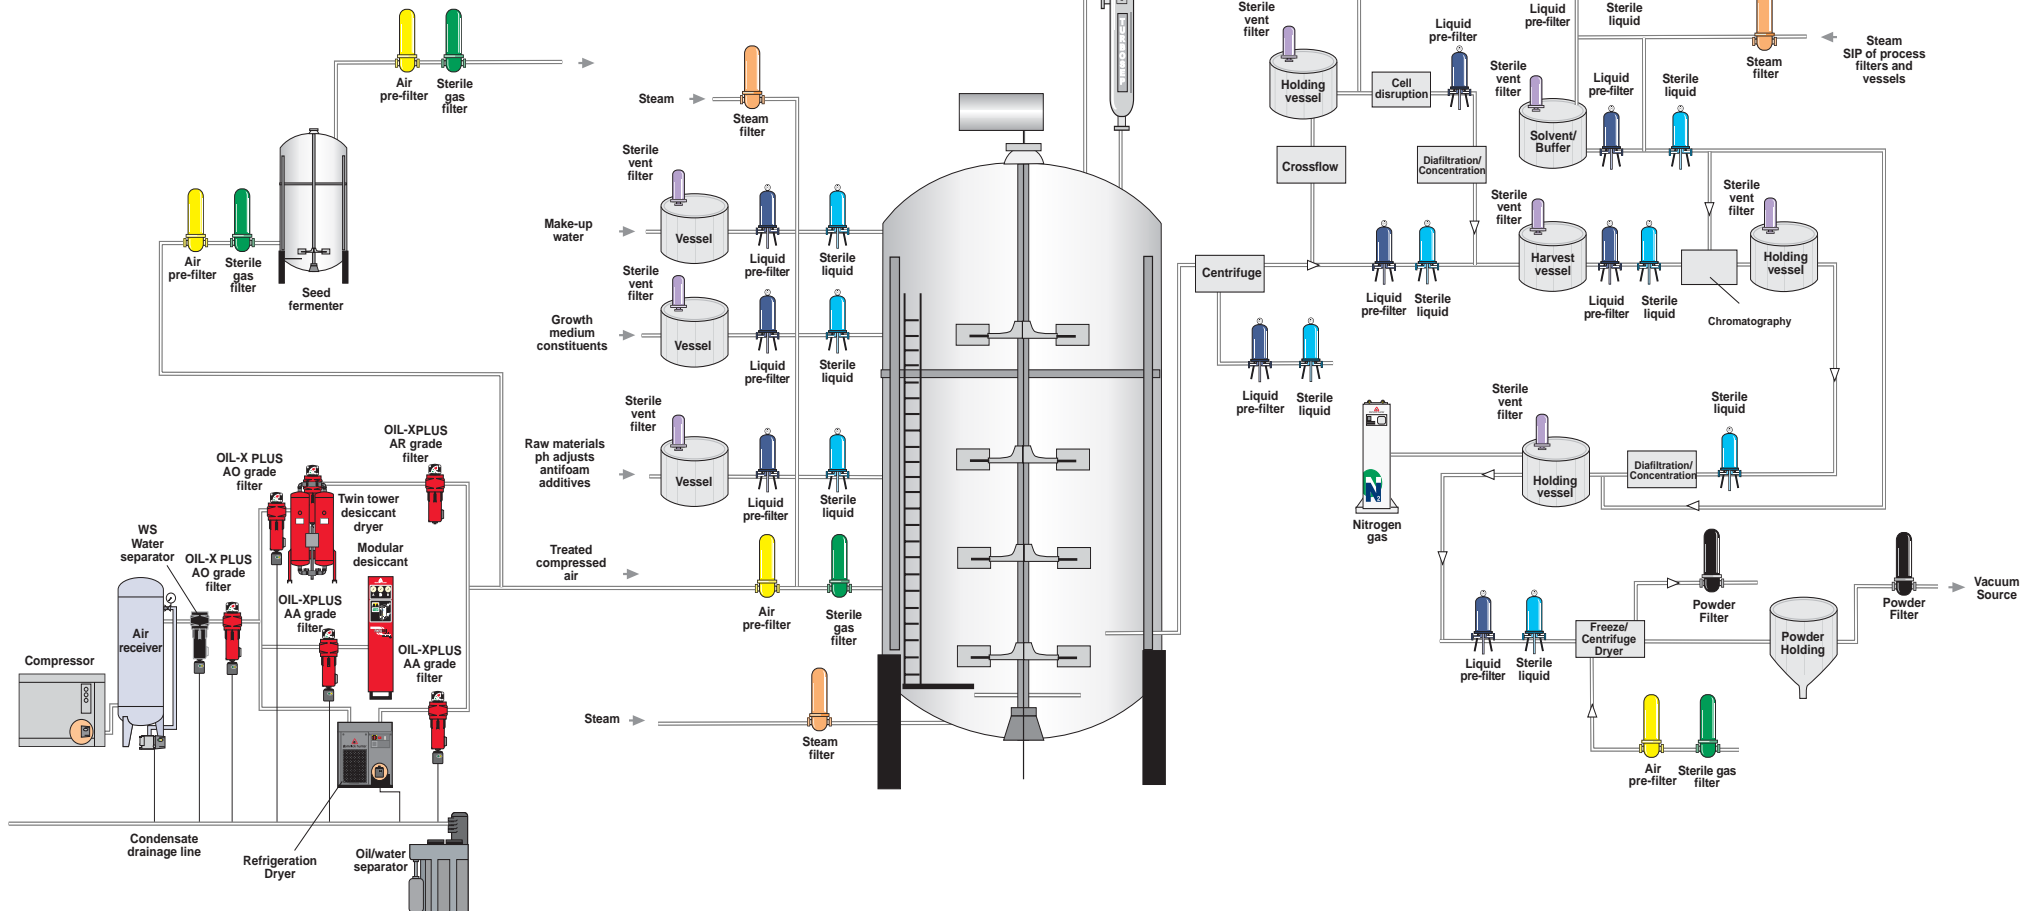 Air
pre-filter
Sterile
gas
filter
Air
pre-filter
Sterile
gas
filter
Seed
fermenter
Steam
Steam
filter
Sterile
vent
filter
Make-up
water
Vessel
Liquid
pre-filter
Sterile
liquid
Sterile
vent
filter
Growth
medium
constituents
Vessel
Liquid
pre-filter
Sterile
liquid
Sterile
vent
filter
Raw materials
ph adjusts
antifoam
additives
Vessel
Liquid
pre-filter
Sterile
liquid
Treated
compressed
air
Air
pre-filter
Sterile
gas
filter
Steam
Steam
filter
OIL-XPLUS
AR grade
filter
OIL-X PLUS
AO grade
filter
Twin tower
desiccant
dryer
WS
Water
separator
OIL-X PLUS
AO grade
filter
Modular
desiccant
OIL-XPLUS
AA grade
filter
OIL-XPLUS
AA grade
filter
Air
receiver
Compressor
Condensate
drainage line
Refrigeration
Dryer
Oil/water
separator
Sterile
vent
filter
Holding
vessel
Liquid
pre-filter
Cell
disruption
Crossflow
Diafiltration/
Concentration
Liquid
pre-filter
Sterile
liquid
Steam
filter
Steam
SIP of process
filters and
vessels
Sterile
vent
filter
Solvent/
Buffer
Liquid
pre-filter
Sterile
liquid
Centrifuge
Liquid
pre-filter
Sterile
liquid
Liquid
pre-filter
Sterile
liquid
Sterile
vent
filter
Harvest
vessel
Liquid
pre-filter
Sterile
liquid
Chromatography
Sterile
vent
filter
Holding
vessel
Nitrogen
gas
N2
Sterile
vent
filter
Holding
vessel
Diafiltration/
Concentration
Sterile
liquid
Liquid
pre-filter
Sterile
liquid
Freeze/
Centrifuge
Dryer
Powder
Filter
Powder
Holding
Powder
Filter
Vacuum
Source
Air
pre-filter
Sterile gas
filter